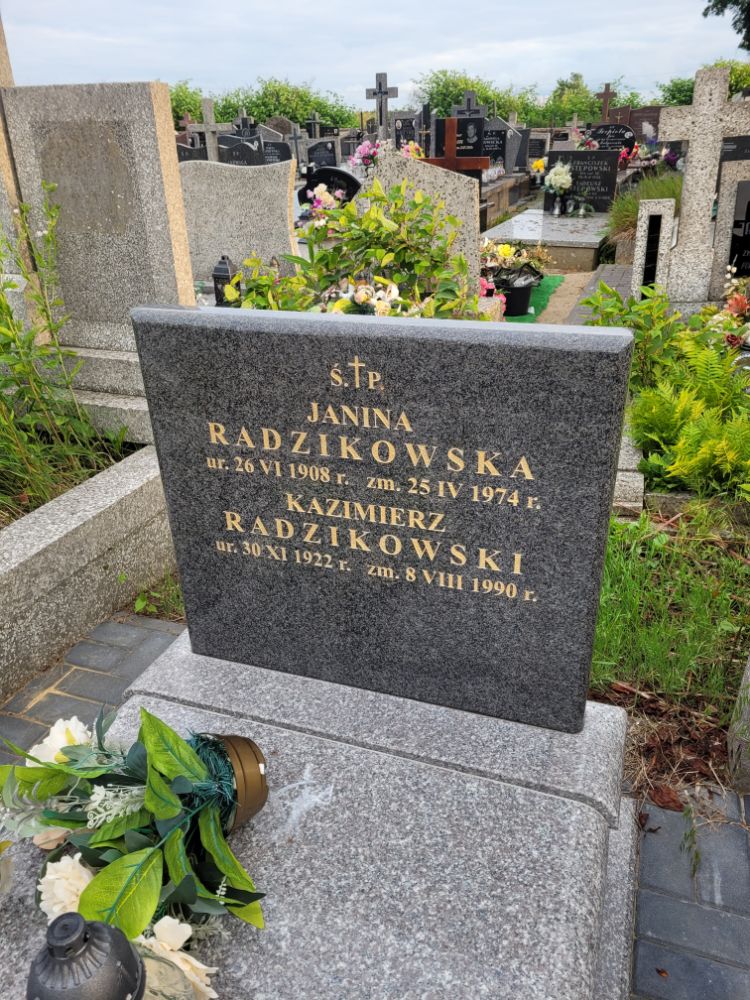 Ś.†P.
JANINA
RADZIKOWSKA
ur. 26 VI 1908 r. zm. 25 IV 1974 r.
KAZIMIERZ
RADZIKOWSKI
ur. 30 XI 1922 r. zm. 8 VIII 1990 r.